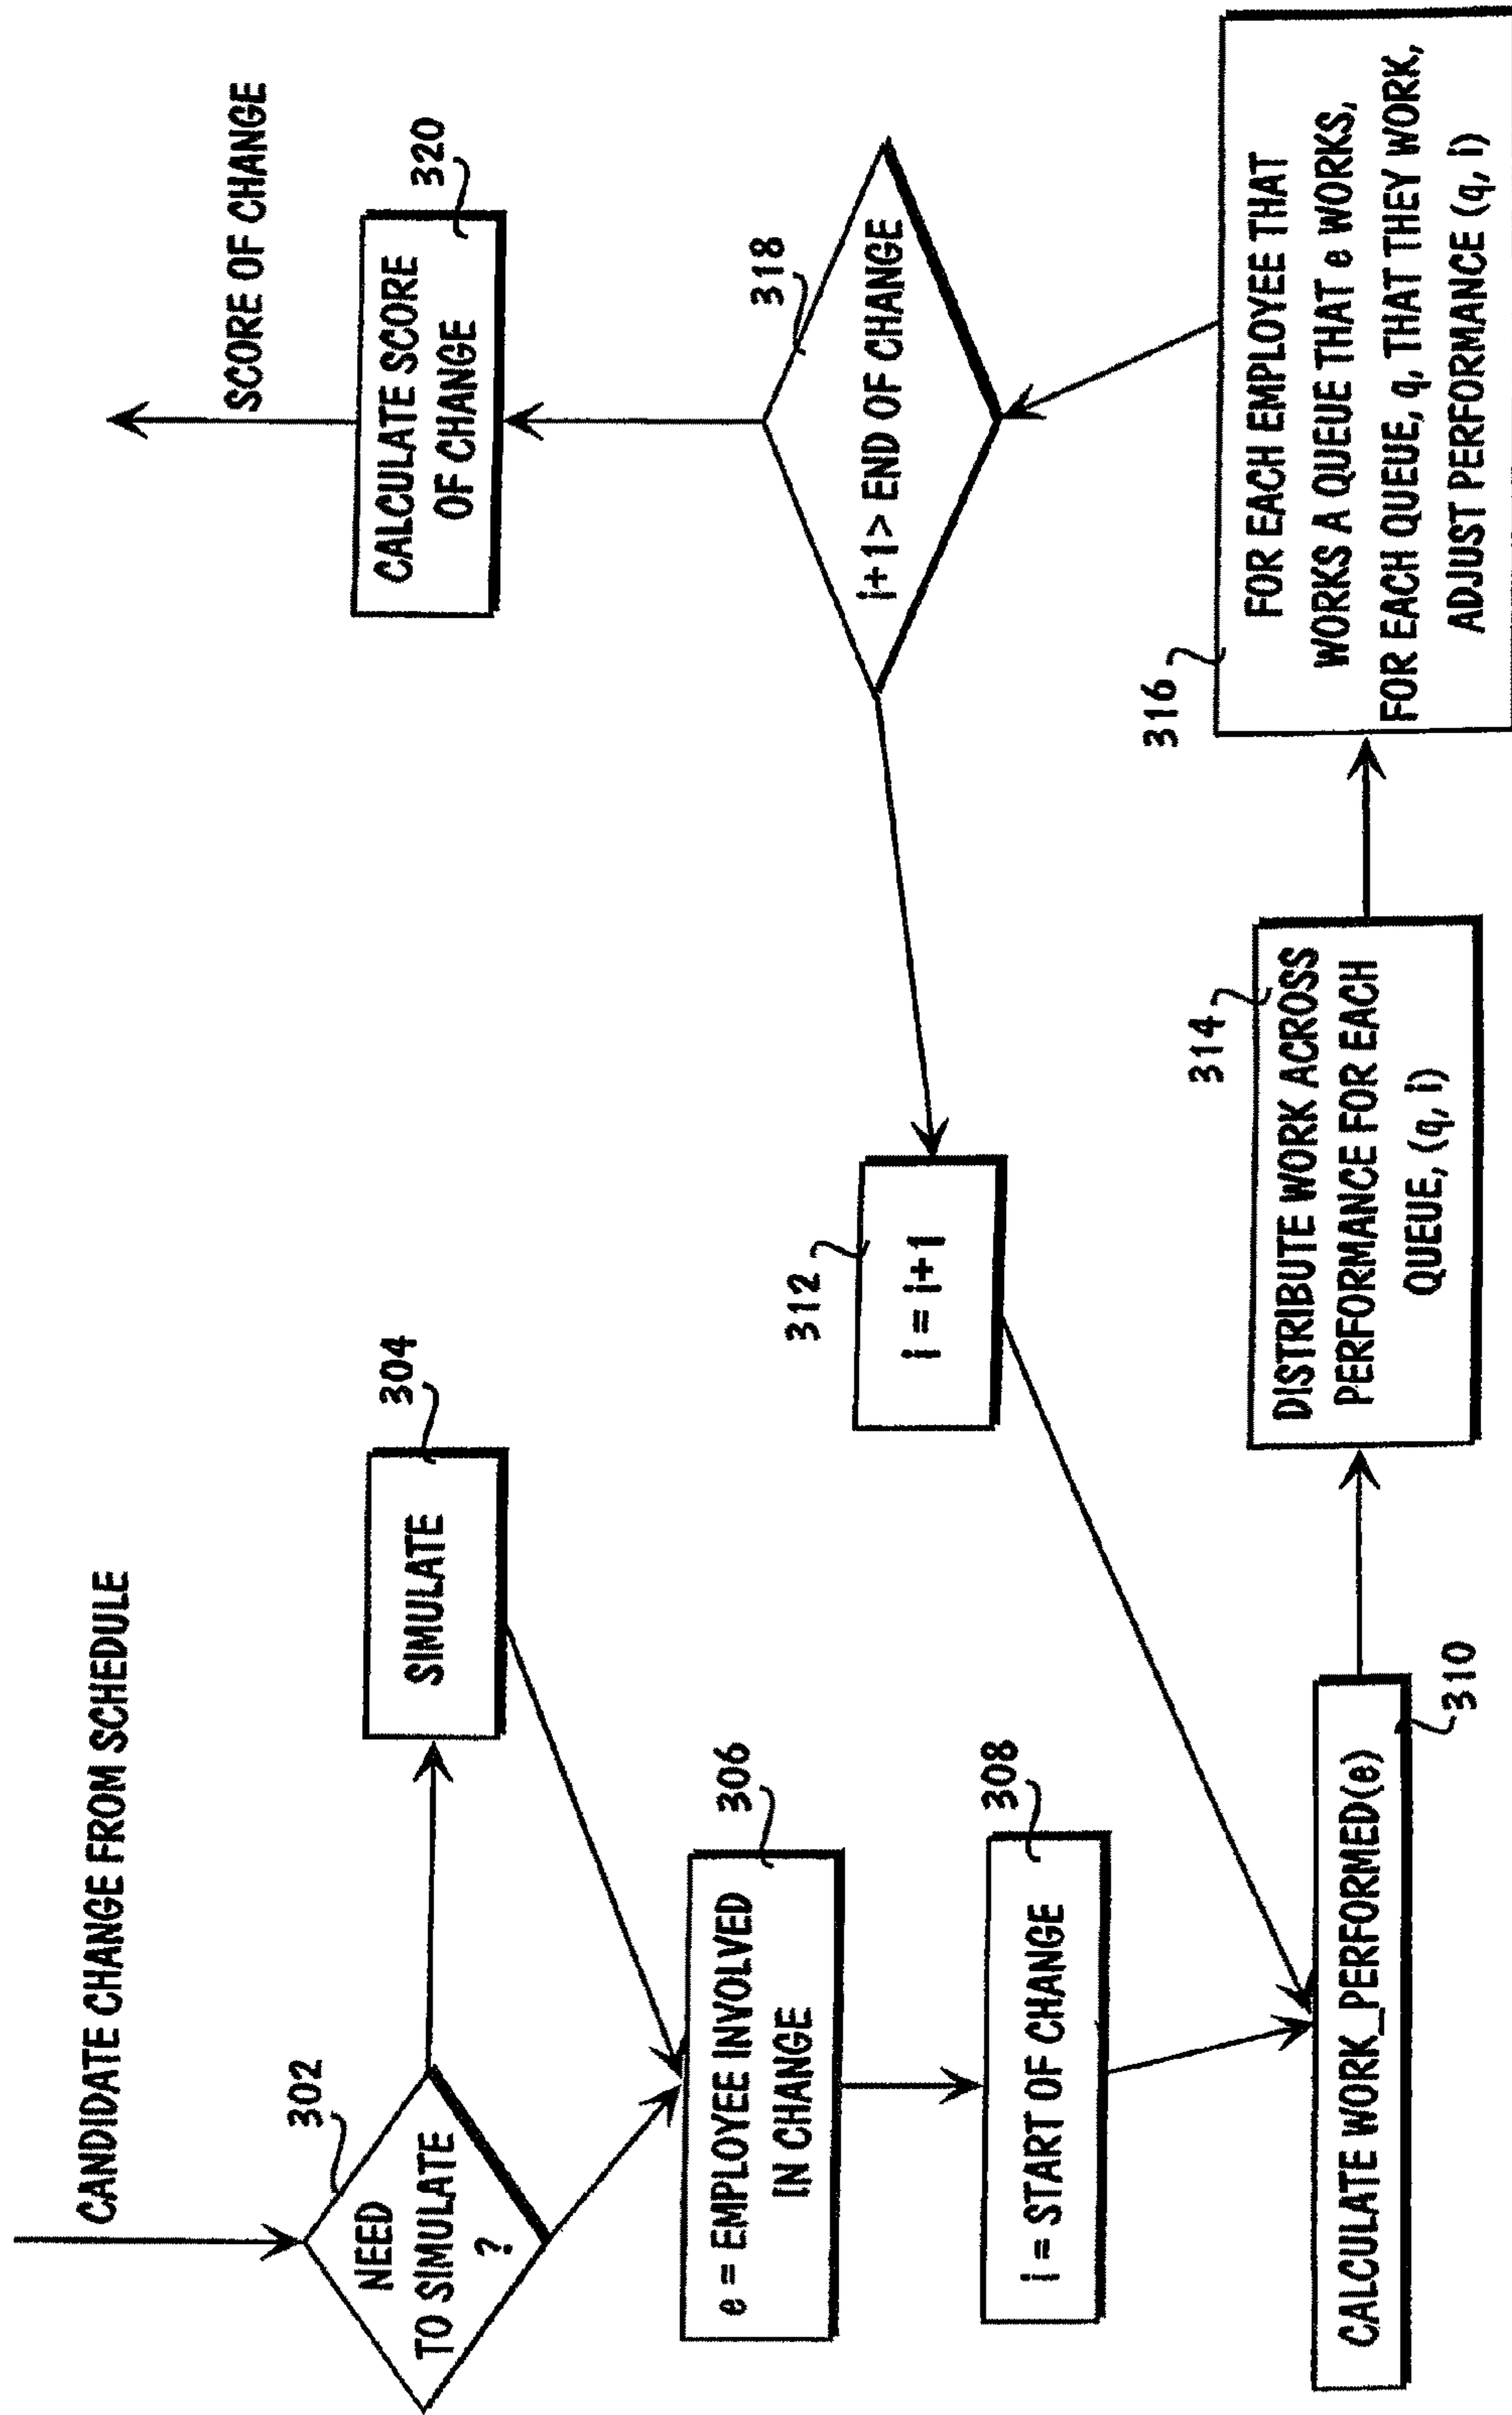 CANDIDATE CHANGE FROM SCHEDULE
302
NEED
TO SIMULATE
?
304
SIMULATE
306
e = EMPLOYEE INVOLVED
IN CHANGE
308
i = START OF CHANGE
CALCULATE WORK_PERFORMED(e)
310
312
i = i+1
314
DISTRIBUTE WORK ACROSS
PERFORMANCE FOR EACH
QUEUE, (q, i)
316
FOR EACH EMPLOYEE THAT
WORKS A QUEUE THAT e WORKS,
FOR EACH QUEUE, q, THAT THEY WORK,
ADJUST PERFORMANCE (q, i)
318
i+1> END OF CHANGE
320
CALCULATE SCORE
OF CHANGE
SCORE OF CHANGE